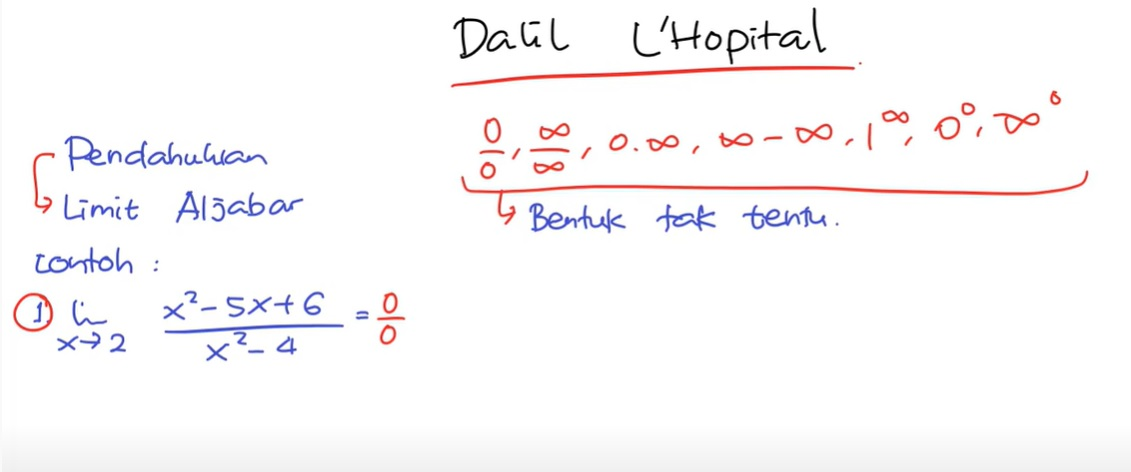 Dalil L'Hopital
0/0, ∞/∞, 0.∞, ∞-∞, 1^∞, 0^0, ∞^0
Bentuk tak tentu.
Pendahuluan
Limit Aljabar
Contoh :
1 lim x→2 x²-5x+6 / x²-4 = 0/0